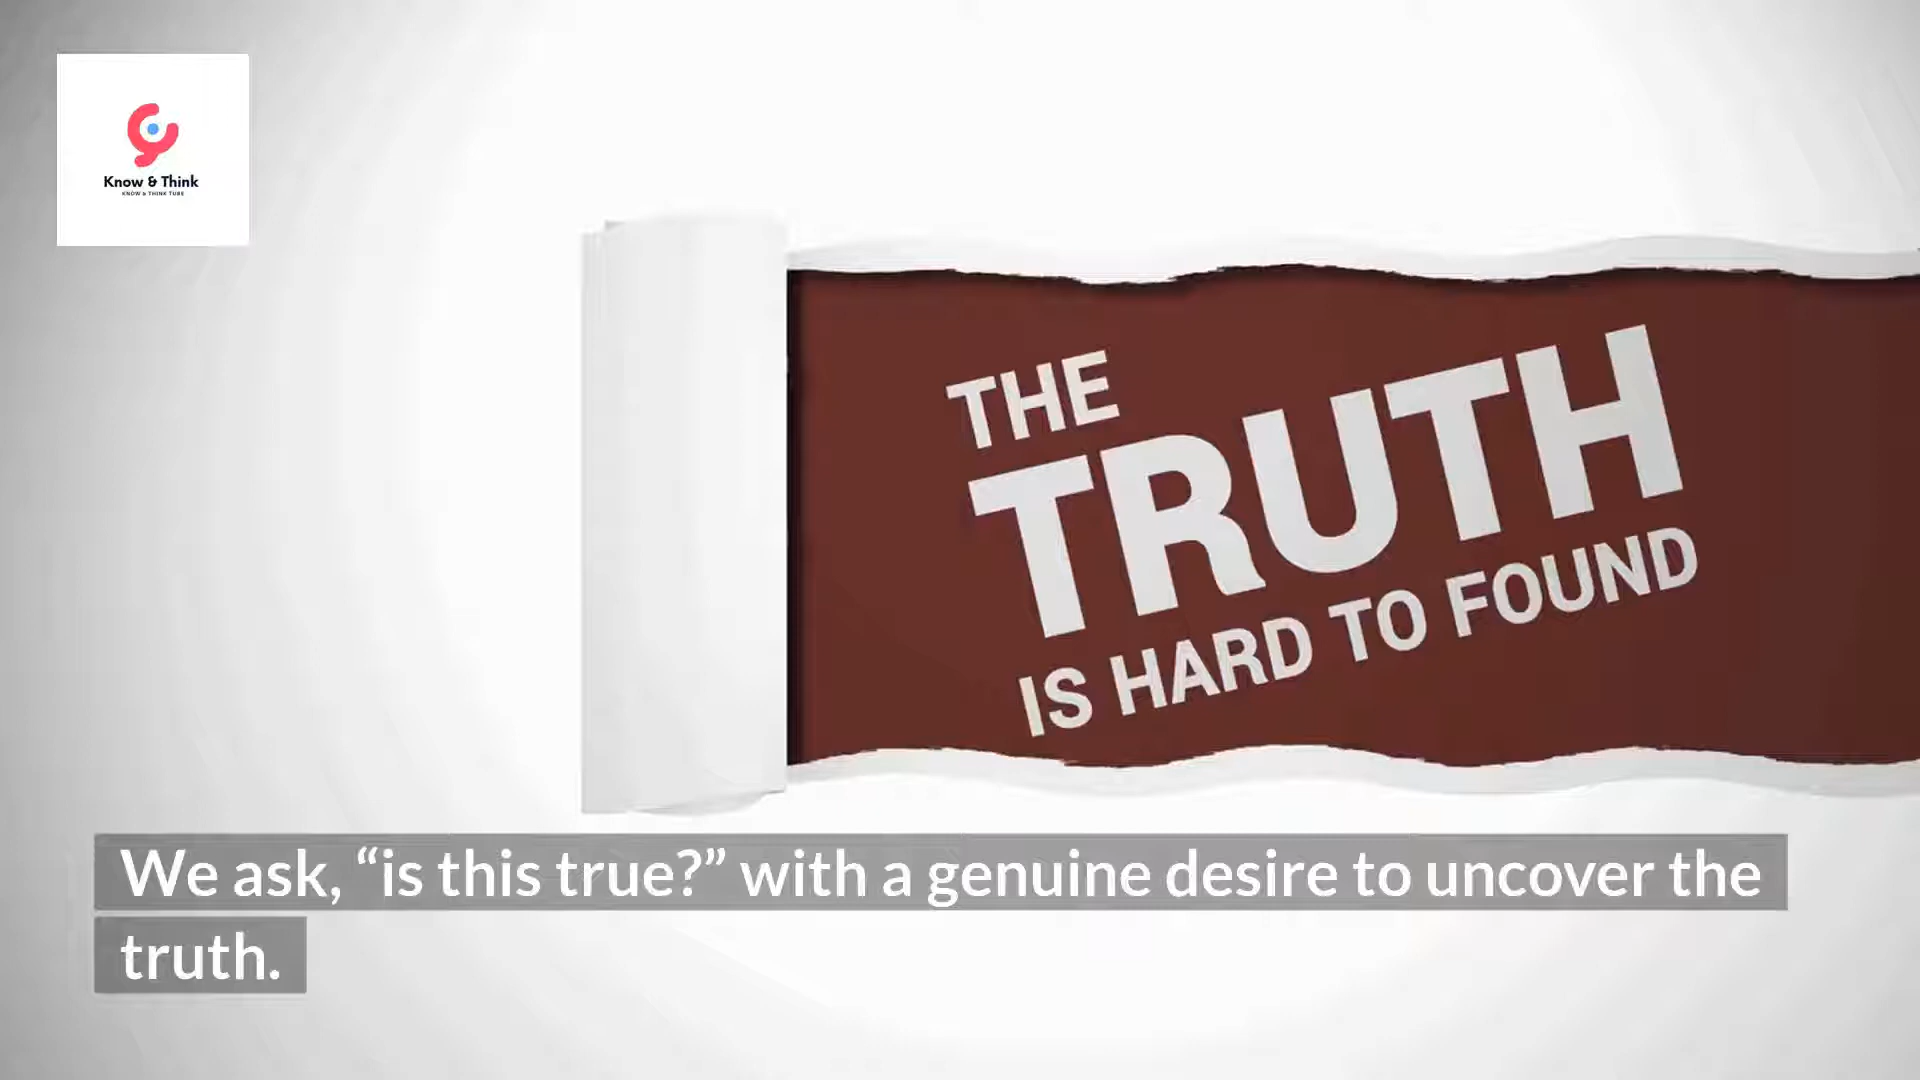 Know & Think
KNOW & THINK TUBE
THE
TRUTH
IS HARD TO FOUND
We ask, “is this true?” with a genuine desire to uncover the
truth.